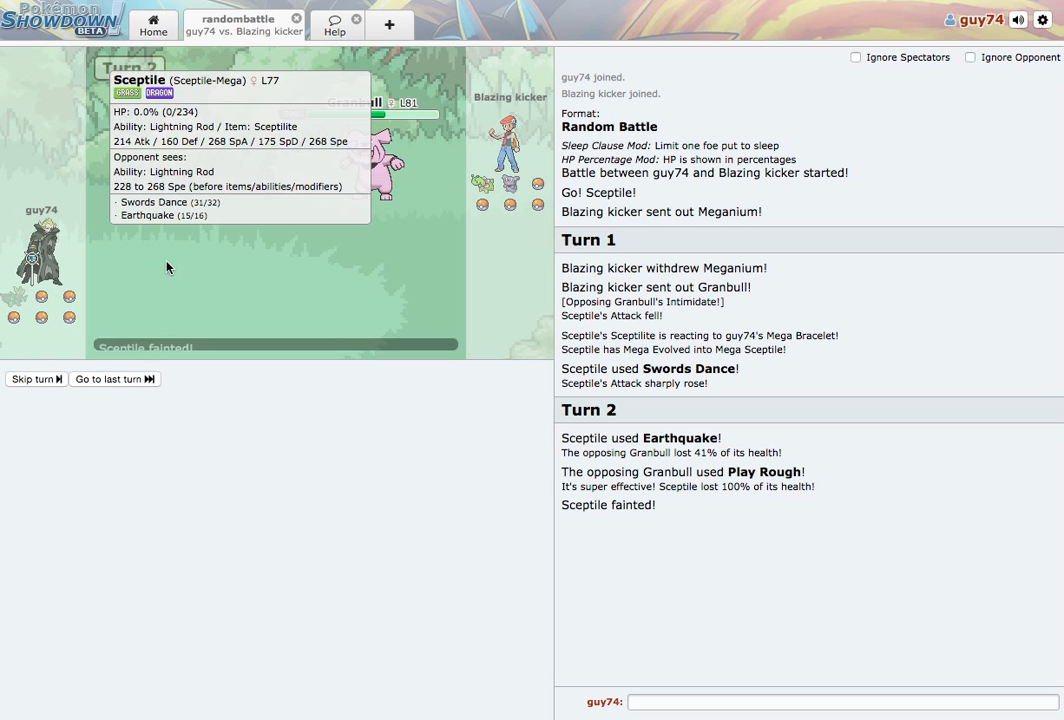 POKéMON
SHOWDOWN
BETA
Home
randombattle
guy74 vs. Blazing kicker
Help
guy74
Turn 2
Sceptile (Sceptile-Mega) ♀ L77
GRASS DRAGON
HP: 0.0% (0/234)
Ability: Lightning Rod / Item: Sceptilite
214 Atk / 160 Def / 268 SpA / 175 SpD / 268 Spe
Opponent sees:
Ability: Lightning Rod
228 to 268 Spe (before items/abilities/modifiers)
· Swords Dance (31/32)
· Earthquake (15/16)
Granbull ♀ L81
Blazing kicker
guy74
Sceptile fainted!
Skip turn
Go to last turn
Ignore Spectators
Ignore Opponent
guy74 joined.
Blazing kicker joined.
Format:
Random Battle
Sleep Clause Mod: Limit one foe put to sleep
HP Percentage Mod: HP is shown in percentages
Battle between guy74 and Blazing kicker started!
Go! Sceptile!
Blazing kicker sent out Meganium!
Turn 1
Blazing kicker withdrew Meganium!
Blazing kicker sent out Granbull!
[Opposing Granbull's Intimidate!]
Sceptile's Attack fell!
Sceptile's Sceptilite is reacting to guy74's Mega Bracelet!
Sceptile has Mega Evolved into Mega Sceptile!
Sceptile used Swords Dance!
Sceptile's Attack sharply rose!
Turn 2
Sceptile used Earthquake!
The opposing Granbull lost 41% of its health!
The opposing Granbull used Play Rough!
It's super effective! Sceptile lost 100% of its health!
Sceptile fainted!
guy74: